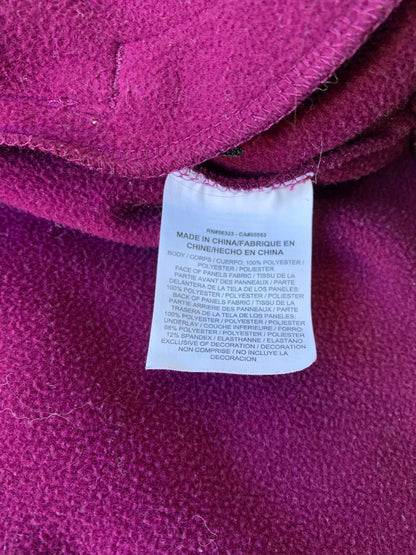 RN#56323 - CA#05553
MADE IN CHINA/FABRIQUE EN
CHINE/HECHO EN CHINA
BODY / CORPS / CUERPO: 100% POLYESTER /
POLYESTER / POLIESTER
FACE OF PANELS FABRIC / TISSU DE LA
PARTIE AVANT DES PANNEAUX / PARTE
DELANTERA DE LA TELA DE LOS PANELES:
100% POLYESTER / POLYESTER / POLIESTER
BACK OF PANELS FABRIC / TISSU DE LA
PARTIE ARRIERE DES PANNEAUX / PARTE
TRASERA DE LA TELA DE LOS PANELES:
100% POLYESTER / POLYESTER / POLIESTER
UNDERLAY / COUCHE INFERIEURE / FORRO:
88% POLYESTER / POLYESTER / POLIESTER
12% SPANDEX / ELASTHANNE / ELASTANO
EXCLUSIVE OF DECORATION / DECORATION
NON COMPRISE / NO INCLUYE LA
DECORACION